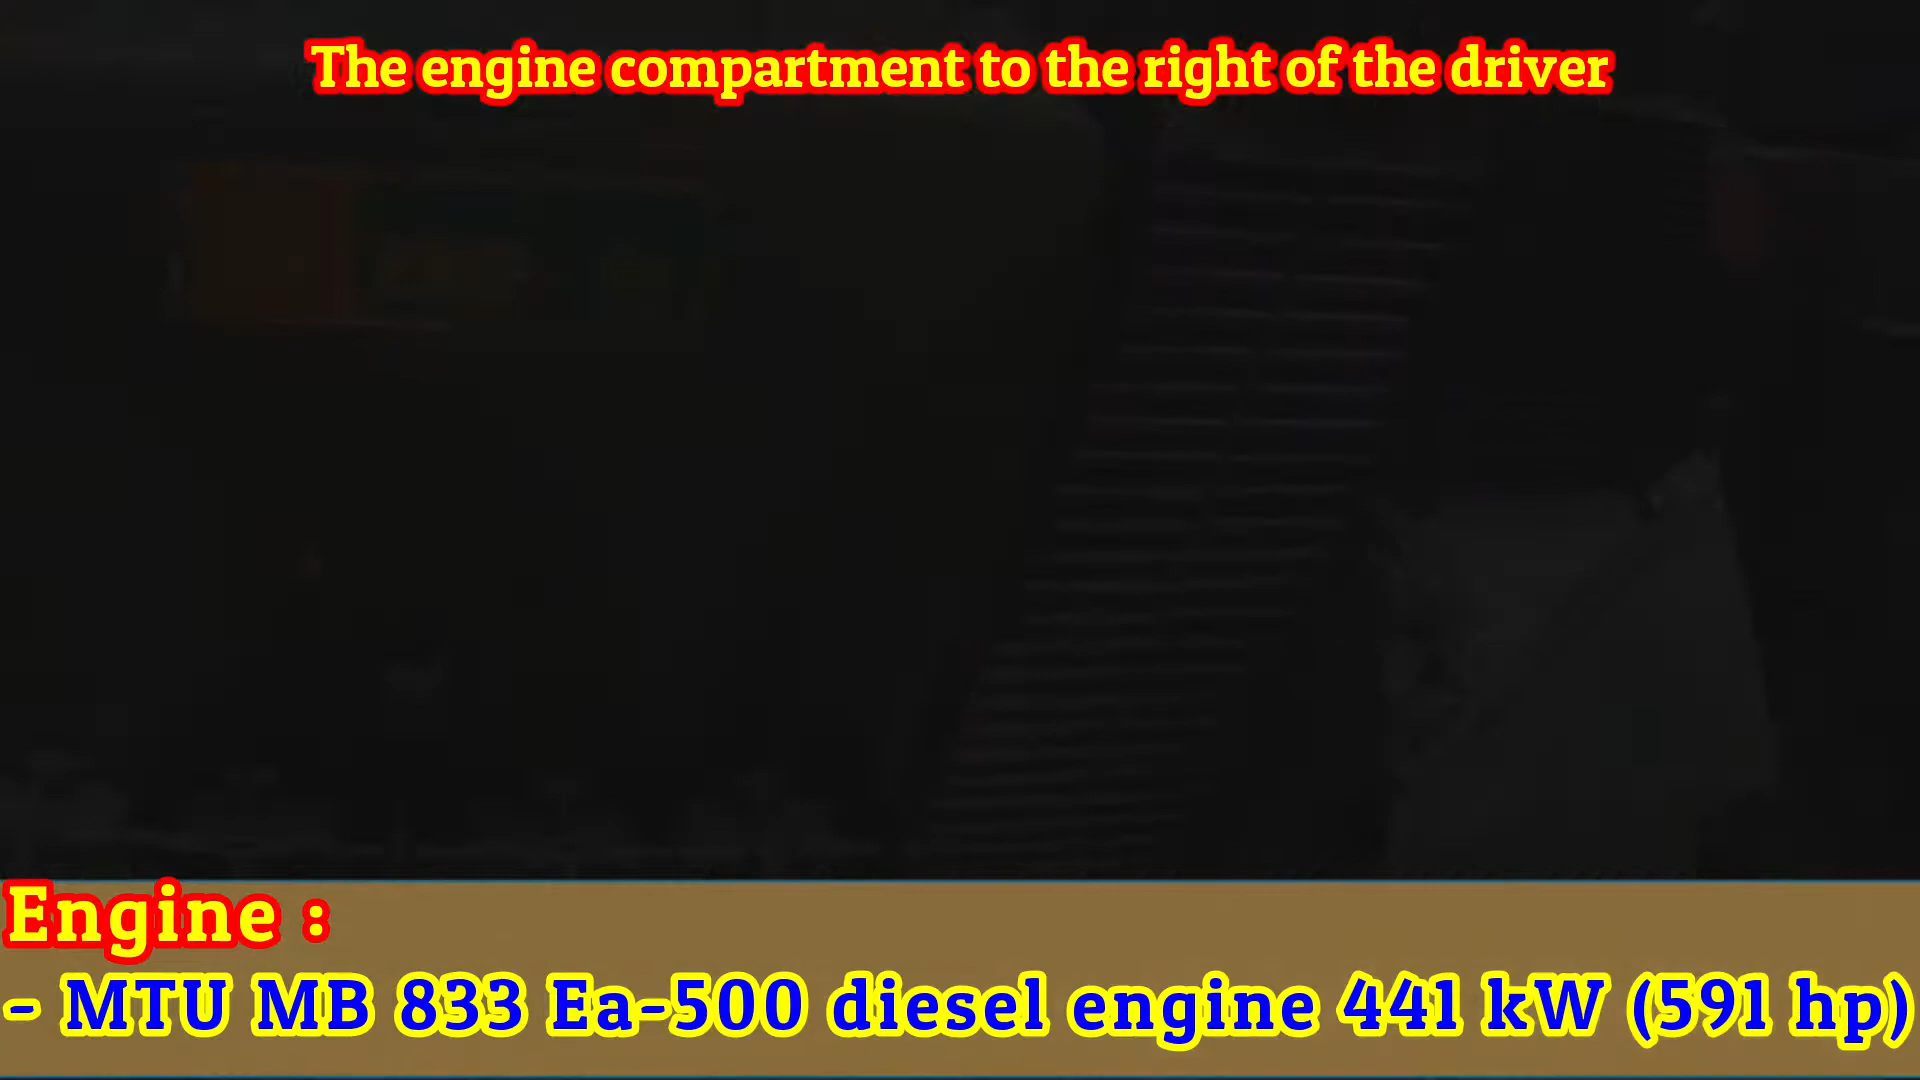 The engine compartment to the right of the driver
Engine :
- MTU MB 833 Ea-500 diesel engine 441 kW (591 hp)